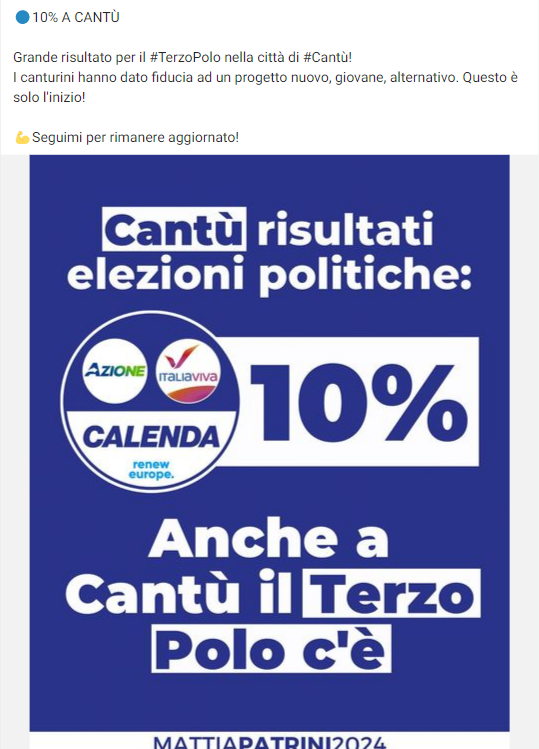 🔵10% A CANTÙ
Grande risultato per il #TerzoPolo nella città di #Cantù!
I canturini hanno dato fiducia ad un progetto nuovo, giovane, alternativo. Questo è
solo l'inizio!
💪Seguimi per rimanere aggiornato!
Cantù risultati
elezioni politiche:
AZIONE
ITALIAVIVA
10%
CALENDA
renew
europe.
Anche a
Cantù il Terzo
Polo c'è
MATTIAPATRINI2024